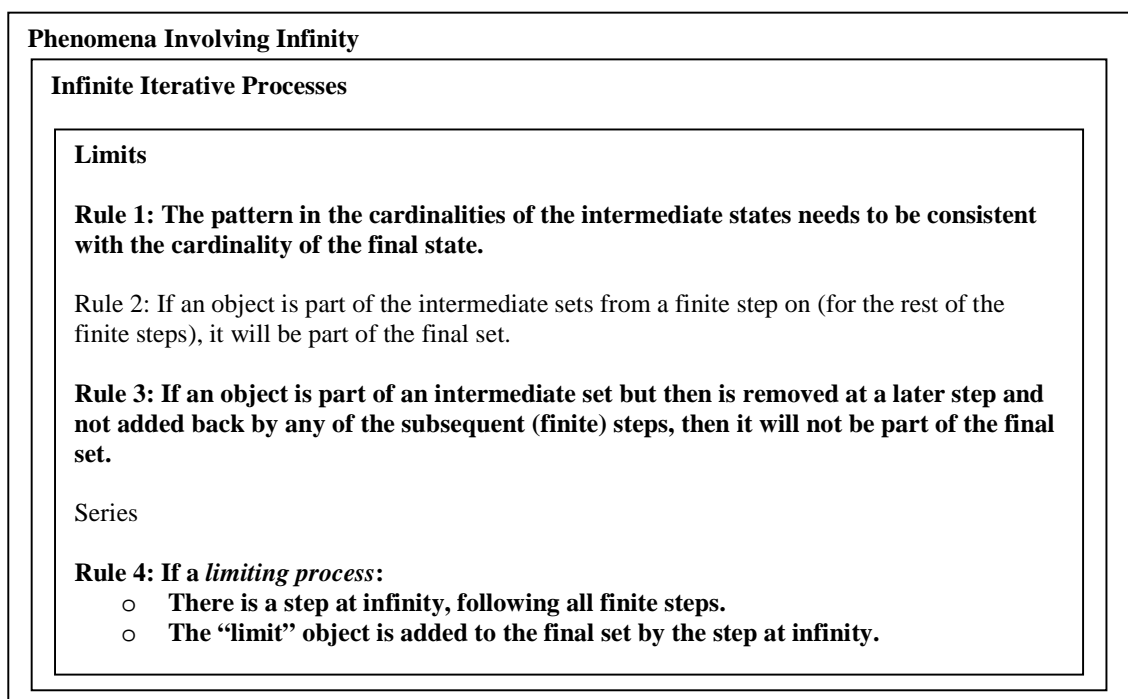 Phenomena Involving Infinity
Infinite Iterative Processes
Limits
Rule 1: The pattern in the cardinalities of the intermediate states needs to be consistent
with the cardinality of the final state.
Rule 2: If an object is part of the intermediate sets from a finite step on (for the rest of the
finite steps), it will be part of the final set.
Rule 3: If an object is part of an intermediate set but then is removed at a later step and
not added back by any of the subsequent (finite) steps, then it will not be part of the final
set.
Series
Rule 4: If a limiting process:
o There is a step at infinity, following all finite steps.
o The “limit” object is added to the final set by the step at infinity.